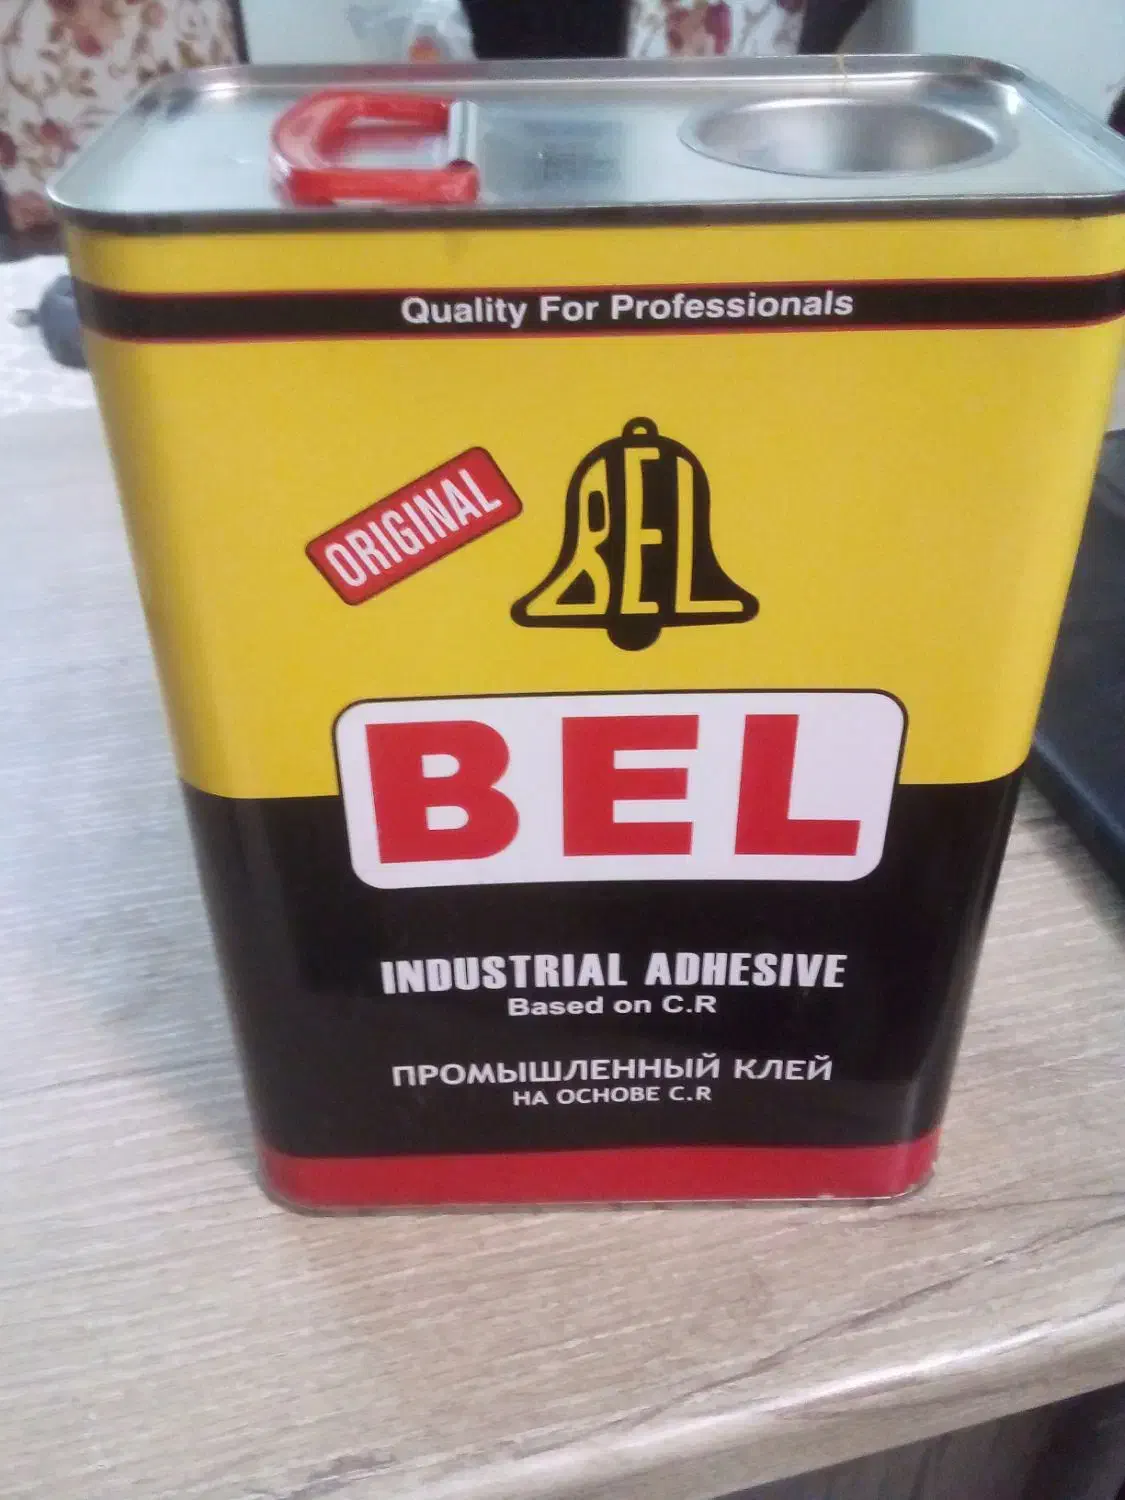 Quality For Professionals
ORIGINAL
BEL
BEL
INDUSTRIAL ADHESIVE
Based on C.R
ПРОМЫШЛЕННЫЙ КЛЕЙ
НА ОСНОВЕ C.R